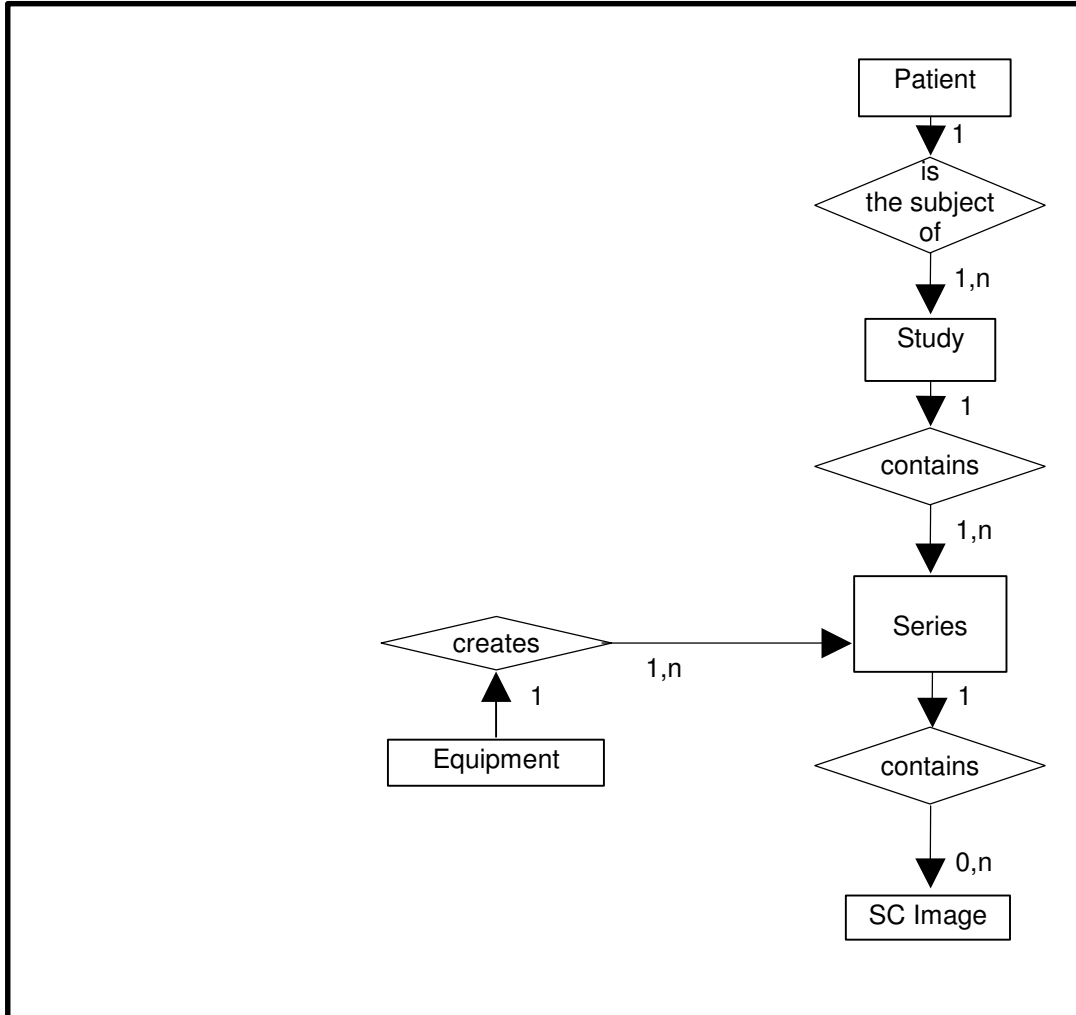 Patient
1
is
the subject
of
1,n
Study
1
contains
1,n
Series
creates
1,n
1
1
Equipment
contains
0,n
SC Image